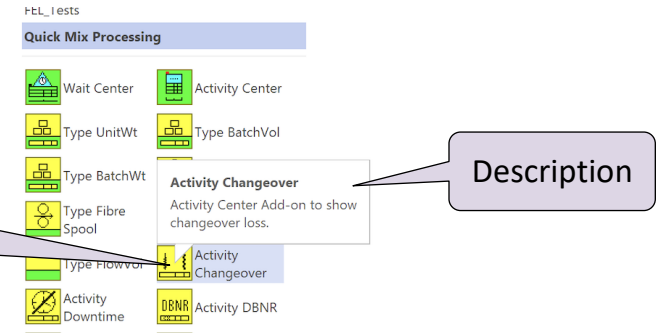 FEL_Tests
Quick Mix Processing
Wait Center
Activity Center
Type UnitWt
Type BatchVol
Type BatchWt
Activity Changeover
Activity Center Add-on to show
changeover loss.
Description
Type Fibre
Spool
Type FlowVol
Activity
Changeover
Activity
Downtime
DBNR
Activity DBNR